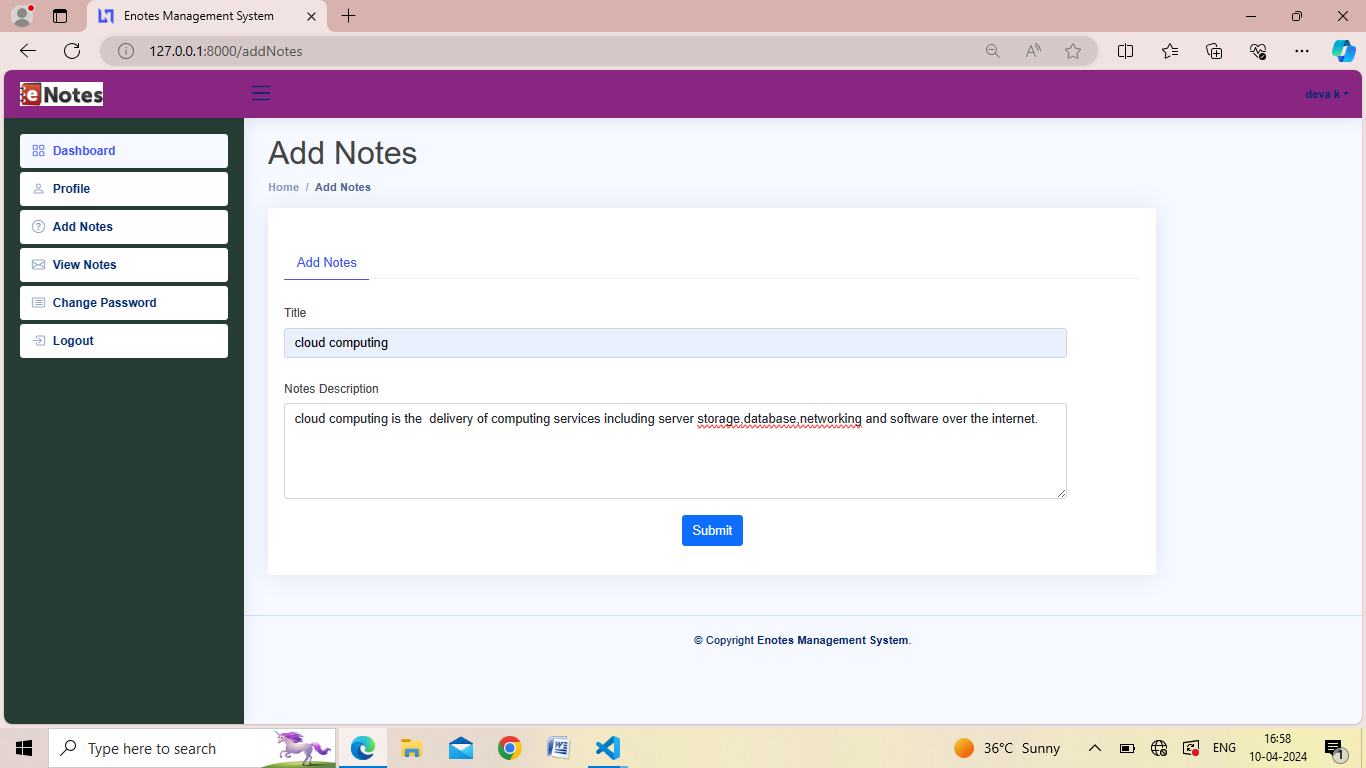 Enotes Management System
127.0.0.1:8000/addNotes
eNotes
deva k
Dashboard
Profile
Add Notes
View Notes
Change Password
Logout
Add Notes
Home / Add Notes
Add Notes
Title
cloud computing
Notes Description
cloud computing is the  delivery of computing services including server storage,database,networking and software over the internet.
Submit
© Copyright Enotes Management System.
Type here to search
36°C Sunny
ENG
16:58
10-04-2024
1